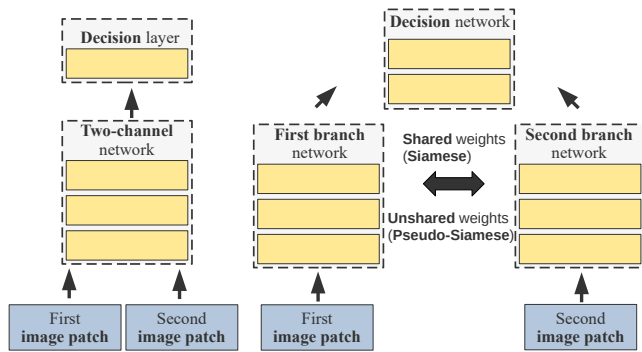 Decision layer
Two-channel
network
First
image patch
Second
image patch
Decision network
First branch
network
Shared weights
(Siamese)
Unshared weights
(Pseudo-Siamese)
Second branch
network
First
image patch
Second
image patch